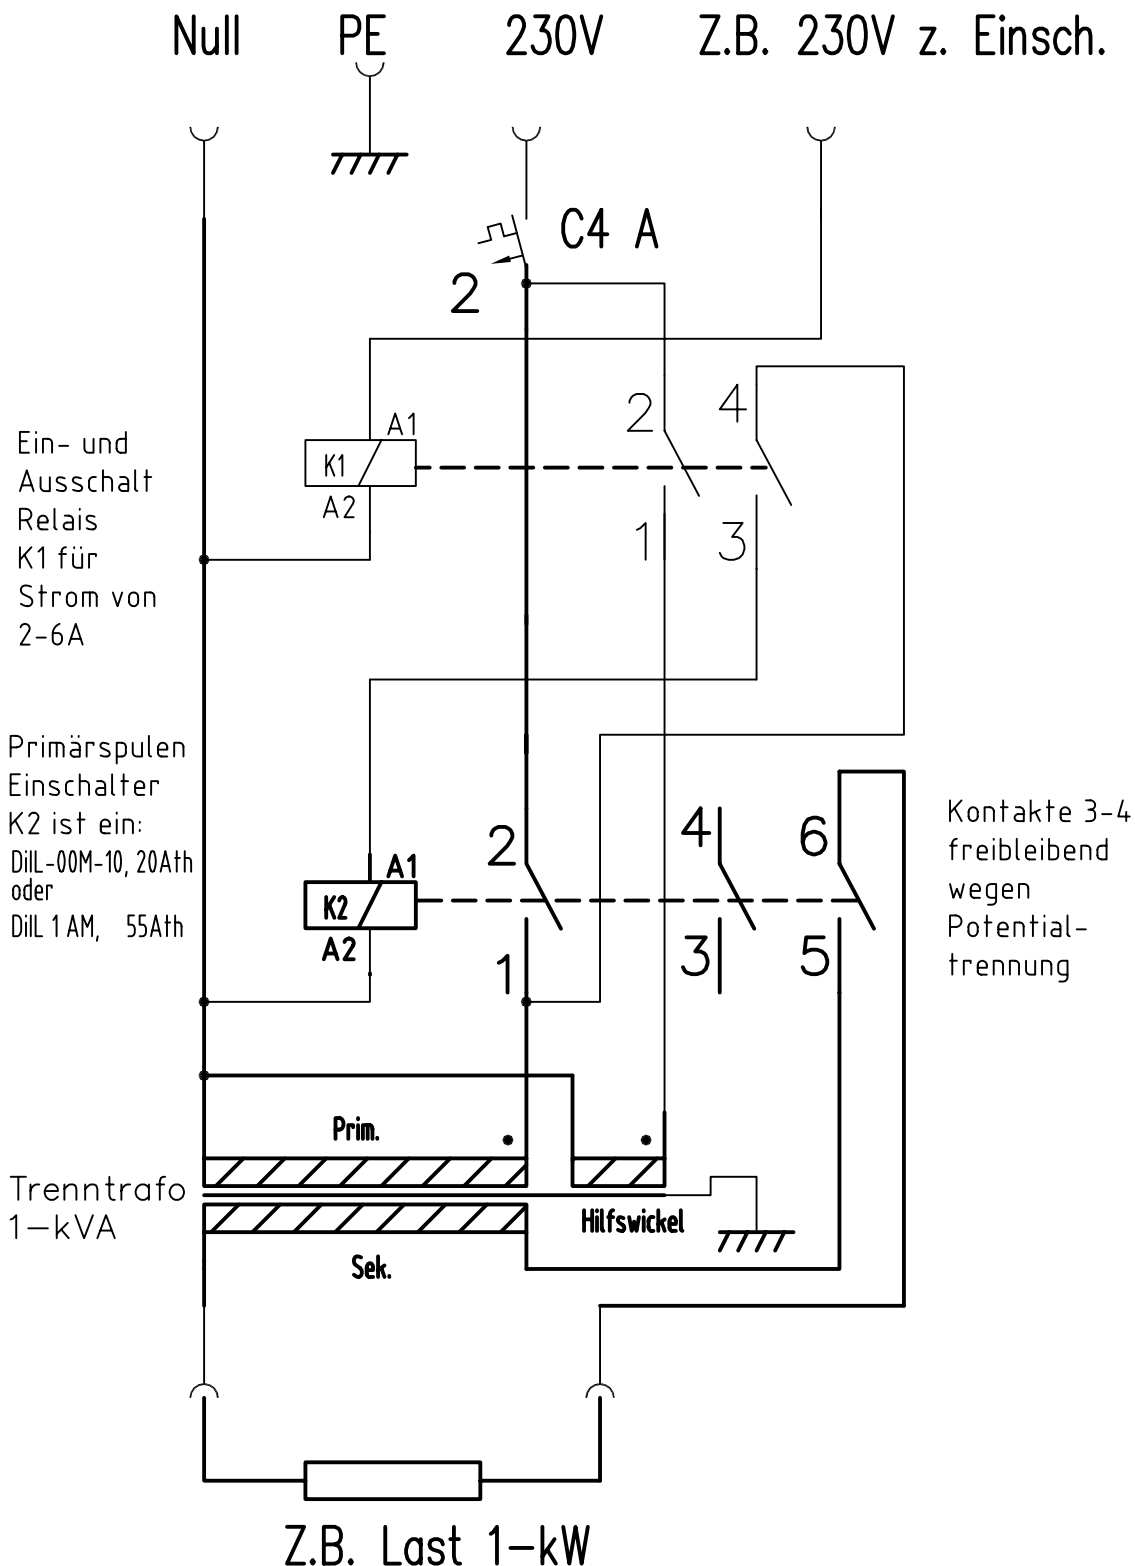 Null PE 230V Z.B. 230V z. Einsch.
C4 A
2
2 4
A1
K1
A2
1 3
Ein- und
Ausschalt
Relais
K1 für
Strom von
2-6A
Primärspulen
Einschalter
K2 ist ein:
DilL-00M-10, 20Ath
oder
DilL 1 AM, 55Ath
2 4 6
A1
K2
A2
1 3 5
Kontakte 3-4
freibleibend
wegen
Potential-
trennung
Prim.
Trenntrafo
1-kVA
Hilfswickel
Sek.
Z.B. Last 1-kW